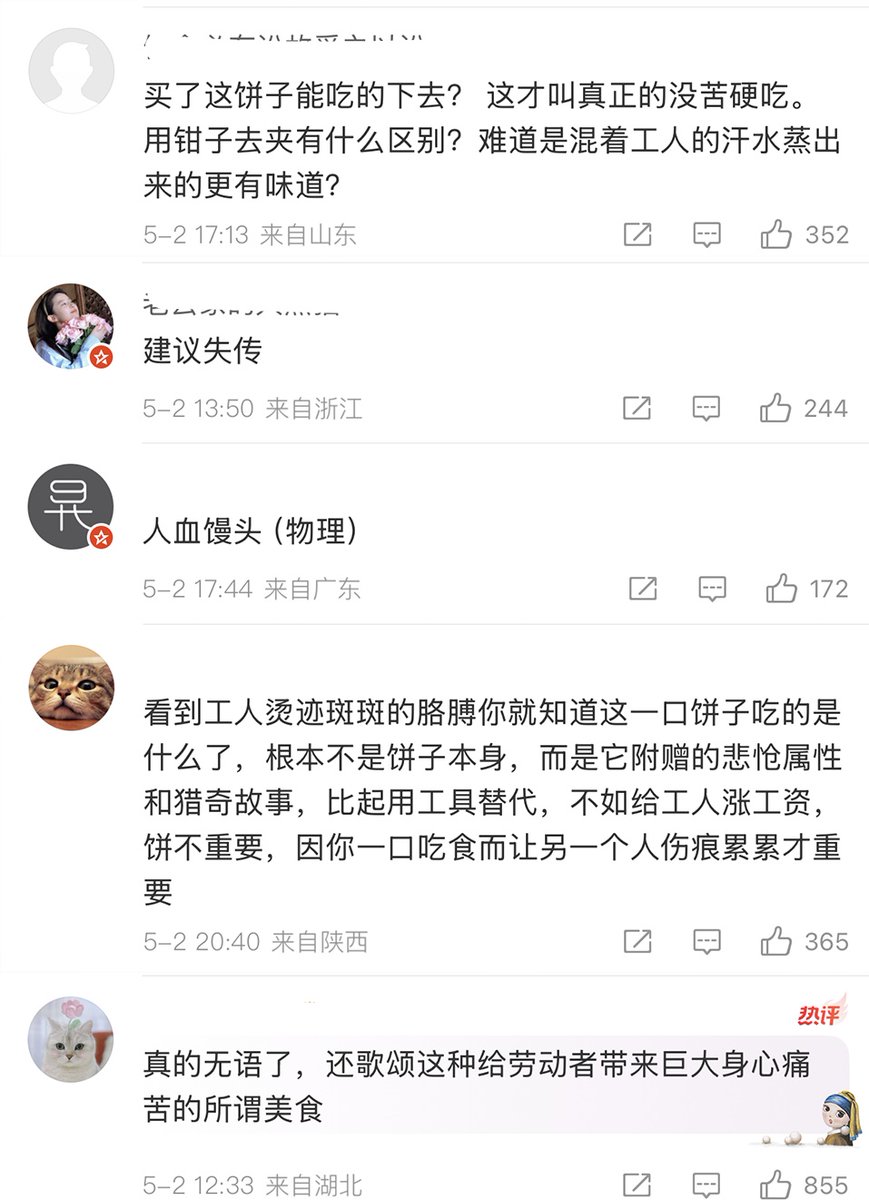 买了这饼子能吃的下去？ 这才叫真正的没苦硬吃。
用钳子去夹有什么区别？难道是混着工人的汗水蒸出
来的更有味道？
5-2 17:13 来自山东
352
建议失传
5-2 13:50 来自浙江
244
人血馒头（物理）
5-2 17:44 来自广东
172
看到工人烫迹斑斑的胳膊你就知道这一口饼子吃的是
什么了，根本不是饼子本身，而是它附赠的悲怆属性
和猎奇故事，比起用工具替代，不如给工人涨工资，
饼不重要，因你一口吃食而让另一个人伤痕累累才重
要
5-2 20:40 来自陕西
365
热评
真的无语了，还歌颂这种给劳动者带来巨大身心痛
苦的所谓美食
5-2 12:33 来自湖北
855